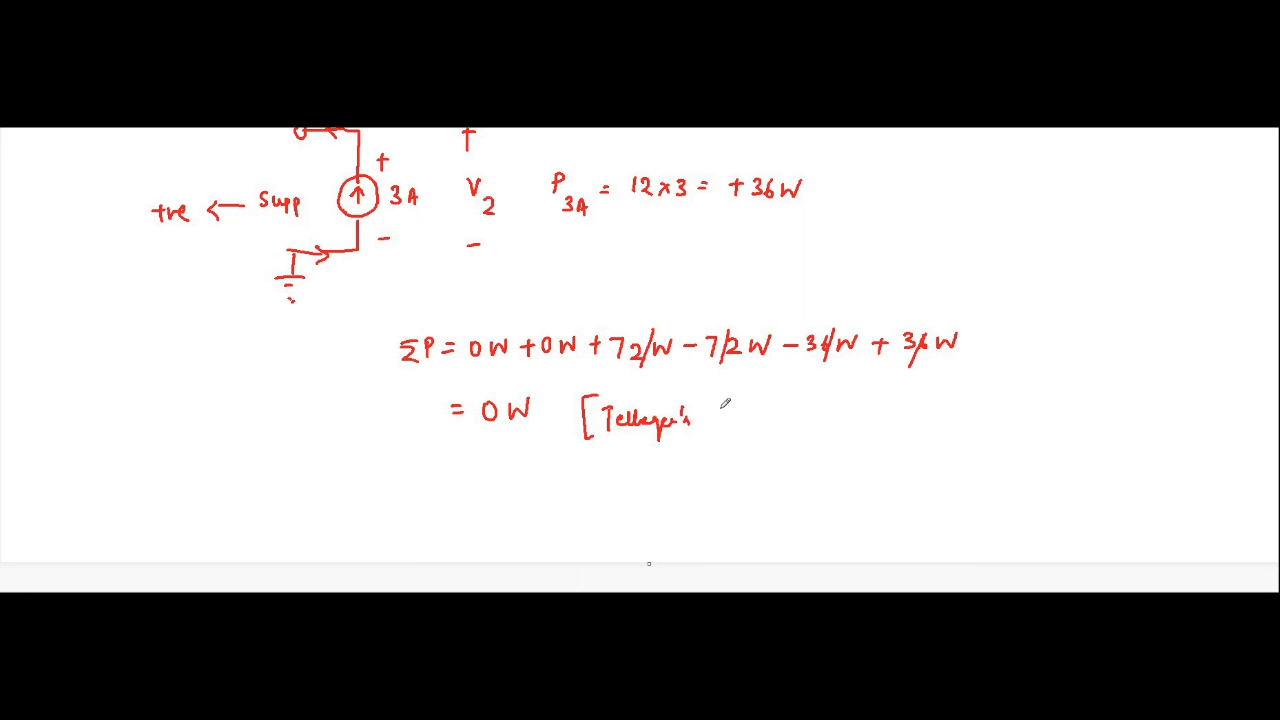 +
+ve ← Supp 3A V2 P3A = 12 × 3 = + 36 W
- -
ΣP = 0 W + 0 W + 72 W - 72 W - 36 W + 36 W
= 0 W [Tellegen's